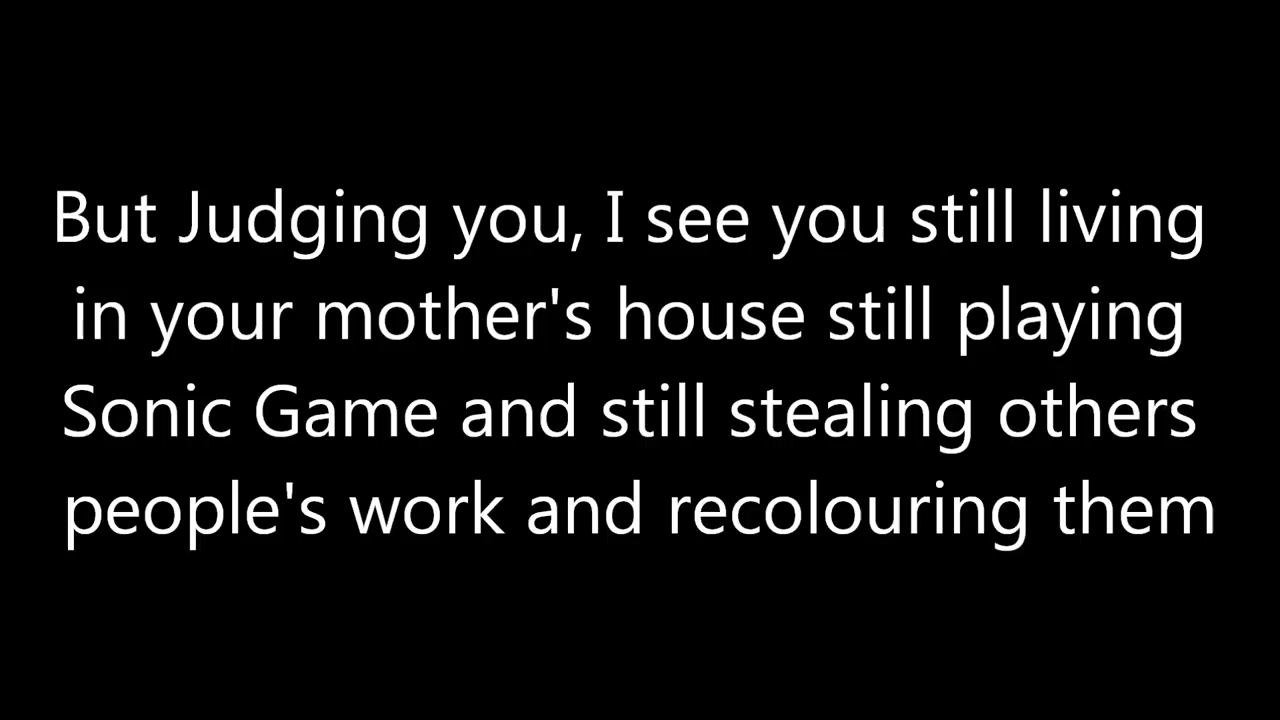 But Judging you, I see you still living
in your mother's house still playing
Sonic Game and still stealing others
people's work and recolouring them